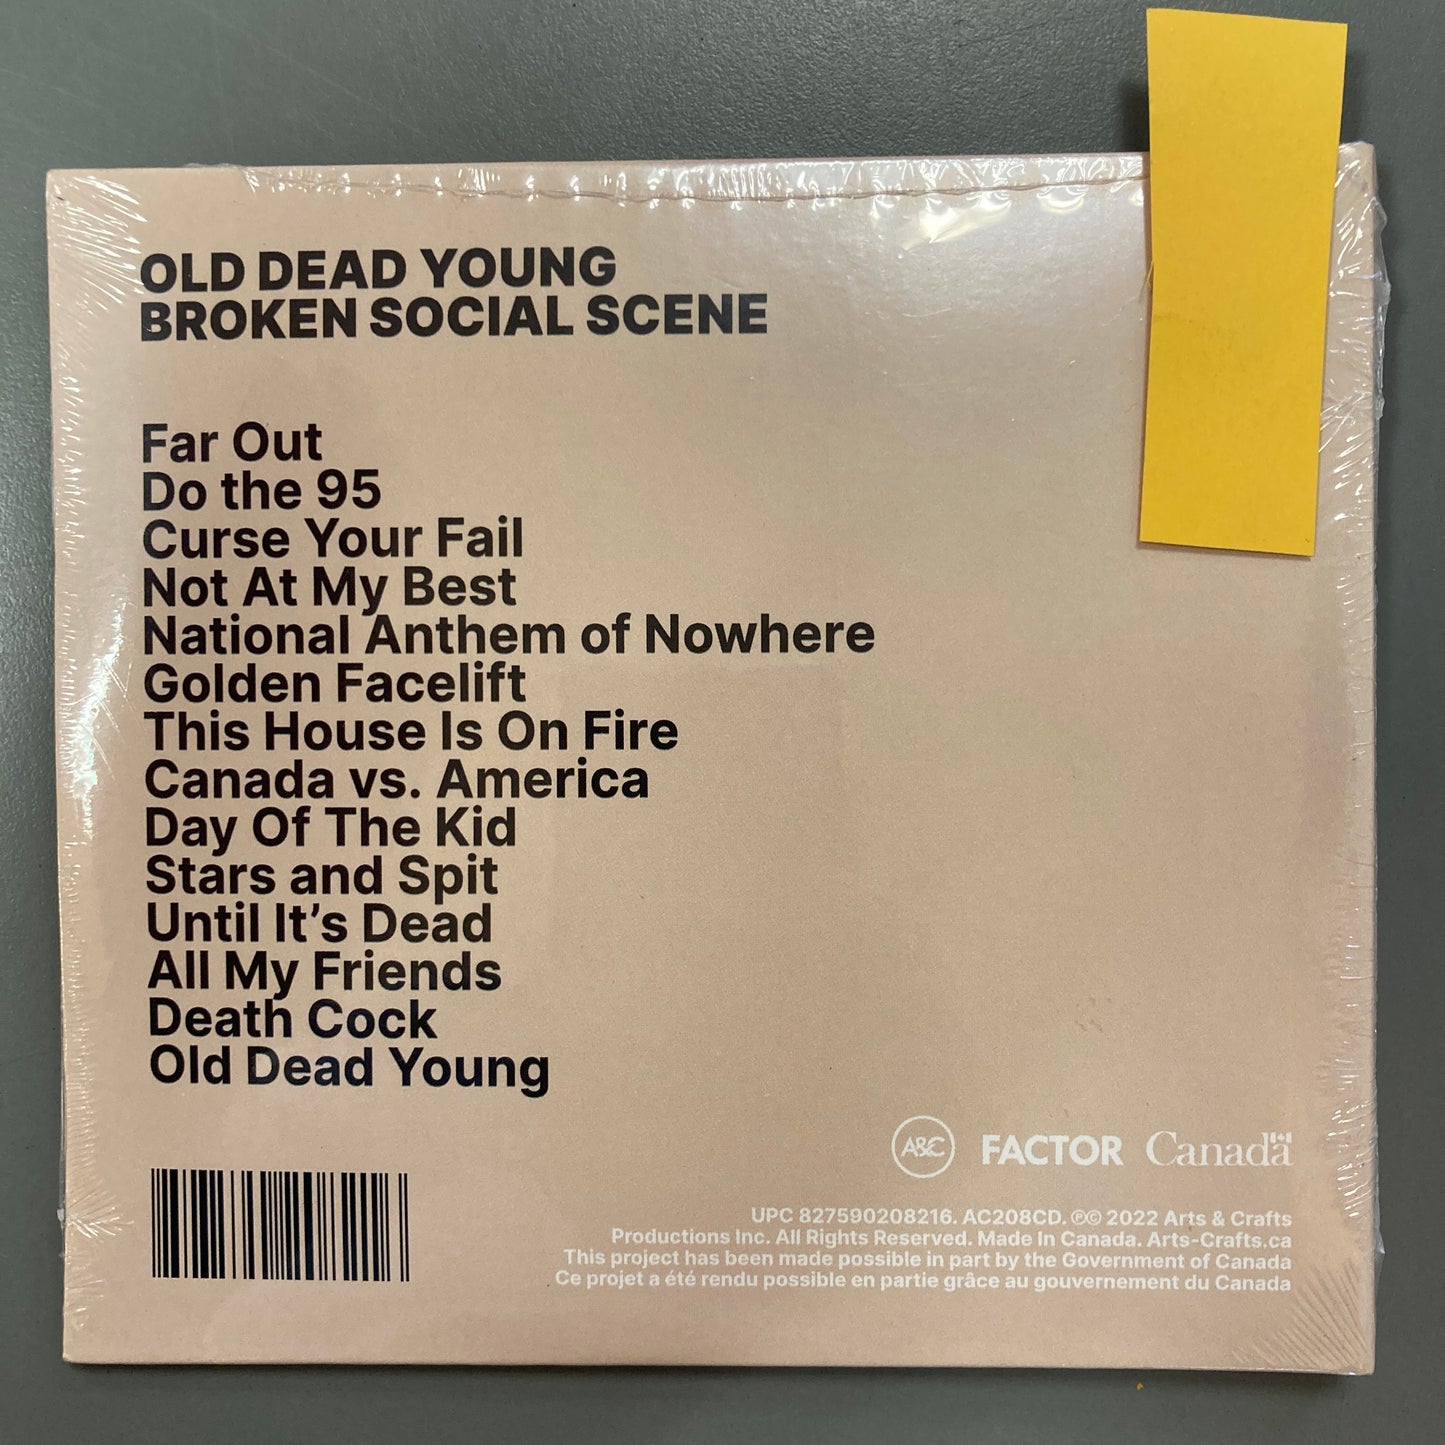 OLD DEAD YOUNG
BROKEN SOCIAL SCENE
Far Out
Do the 95
Curse Your Fail
Not At My Best
National Anthem of Nowhere
Golden Facelift
This House Is On Fire
Canada vs. America
Day Of The Kid
Stars and Spit
Until It’s Dead
All My Friends
Death Cock
Old Dead Young
A&C FACTOR Canada
UPC 827590208216. AC208CD. ℗© 2022 Arts & Crafts
Productions Inc. All Rights Reserved. Made In Canada. Arts-Crafts.ca
This project has been made possible in part by the Government of Canada
Ce projet a été rendu possible en partie grâce au gouvernement du Canada